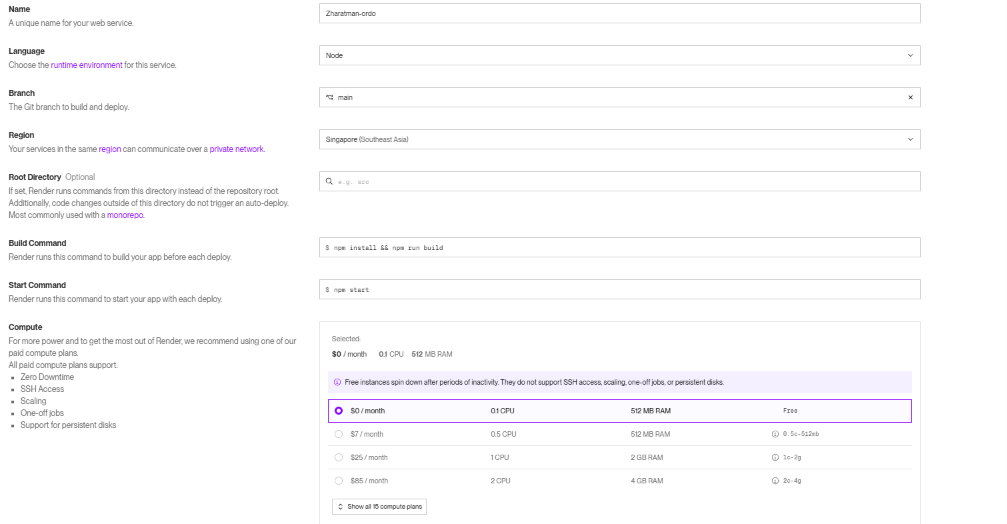 Name
A unique name for your web service.
Zharatman-ordo
Language
Choose the runtime environment for this service.
Node
Branch
The Git branch to build and deploy.
main
Region
Your services in the same region can communicate over a private network.
Singapore (Southeast Asia)
Root Directory Optional
If set, Render runs commands from this directory instead of the repository root.
Additionally, code changes outside of this directory do not trigger an auto-deploy.
Most commonly used with a monorepo.
e.g. src
Build Command
Render runs this command to build your app before each deploy.
$ npm install && npm run build
Start Command
Render runs this command to start your app with each deploy.
$ npm start
Compute
For more power and to get the most out of Render, we recommend using one of our
paid compute plans.
All paid compute plans support:
• Zero Downtime
• SSH Access
• Scaling
• One-off jobs
• Support for persistent disks
Selected:
$0 / month 0.1 CPU 512 MB RAM
Free instances spin down after periods of inactivity. They do not support SSH access, scaling, one-off jobs, or persistent disks.
$0 / month 0.1 CPU 512 MB RAM Free
$7 / month 0.5 CPU 512 MB RAM 0.5c-512mb
$25 / month 1 CPU 2 GB RAM 1c-2g
$85 / month 2 CPU 4 GB RAM 2c-4g
Show all 15 compute plans